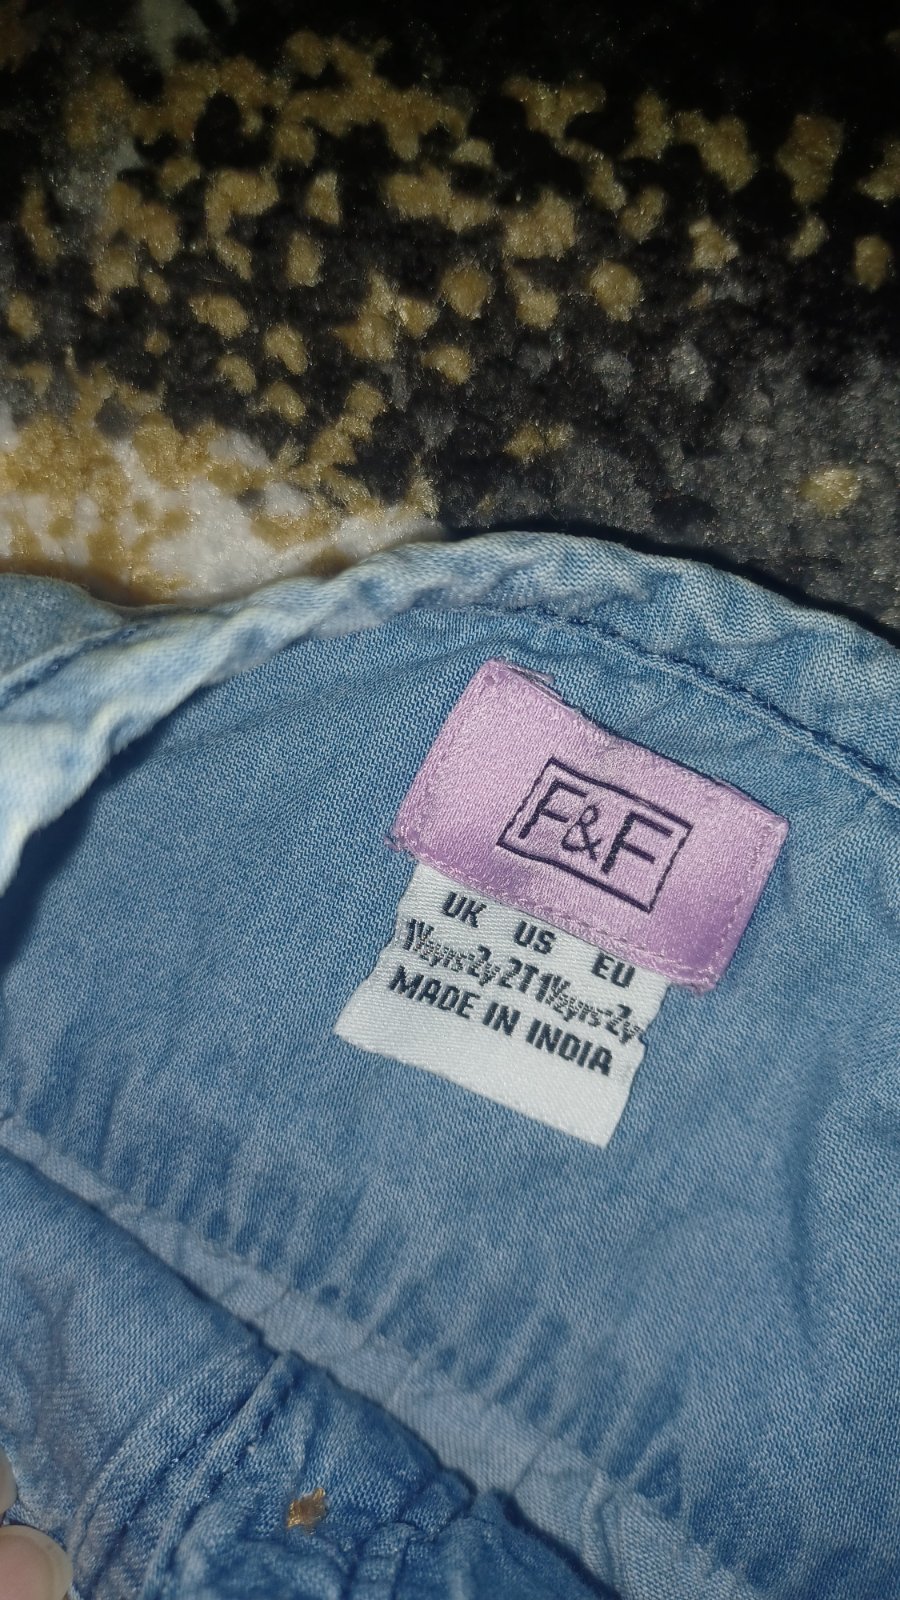 F&F
UK US EU
1½yrs-2y 2T 1½yrs-2y
MADE IN INDIA